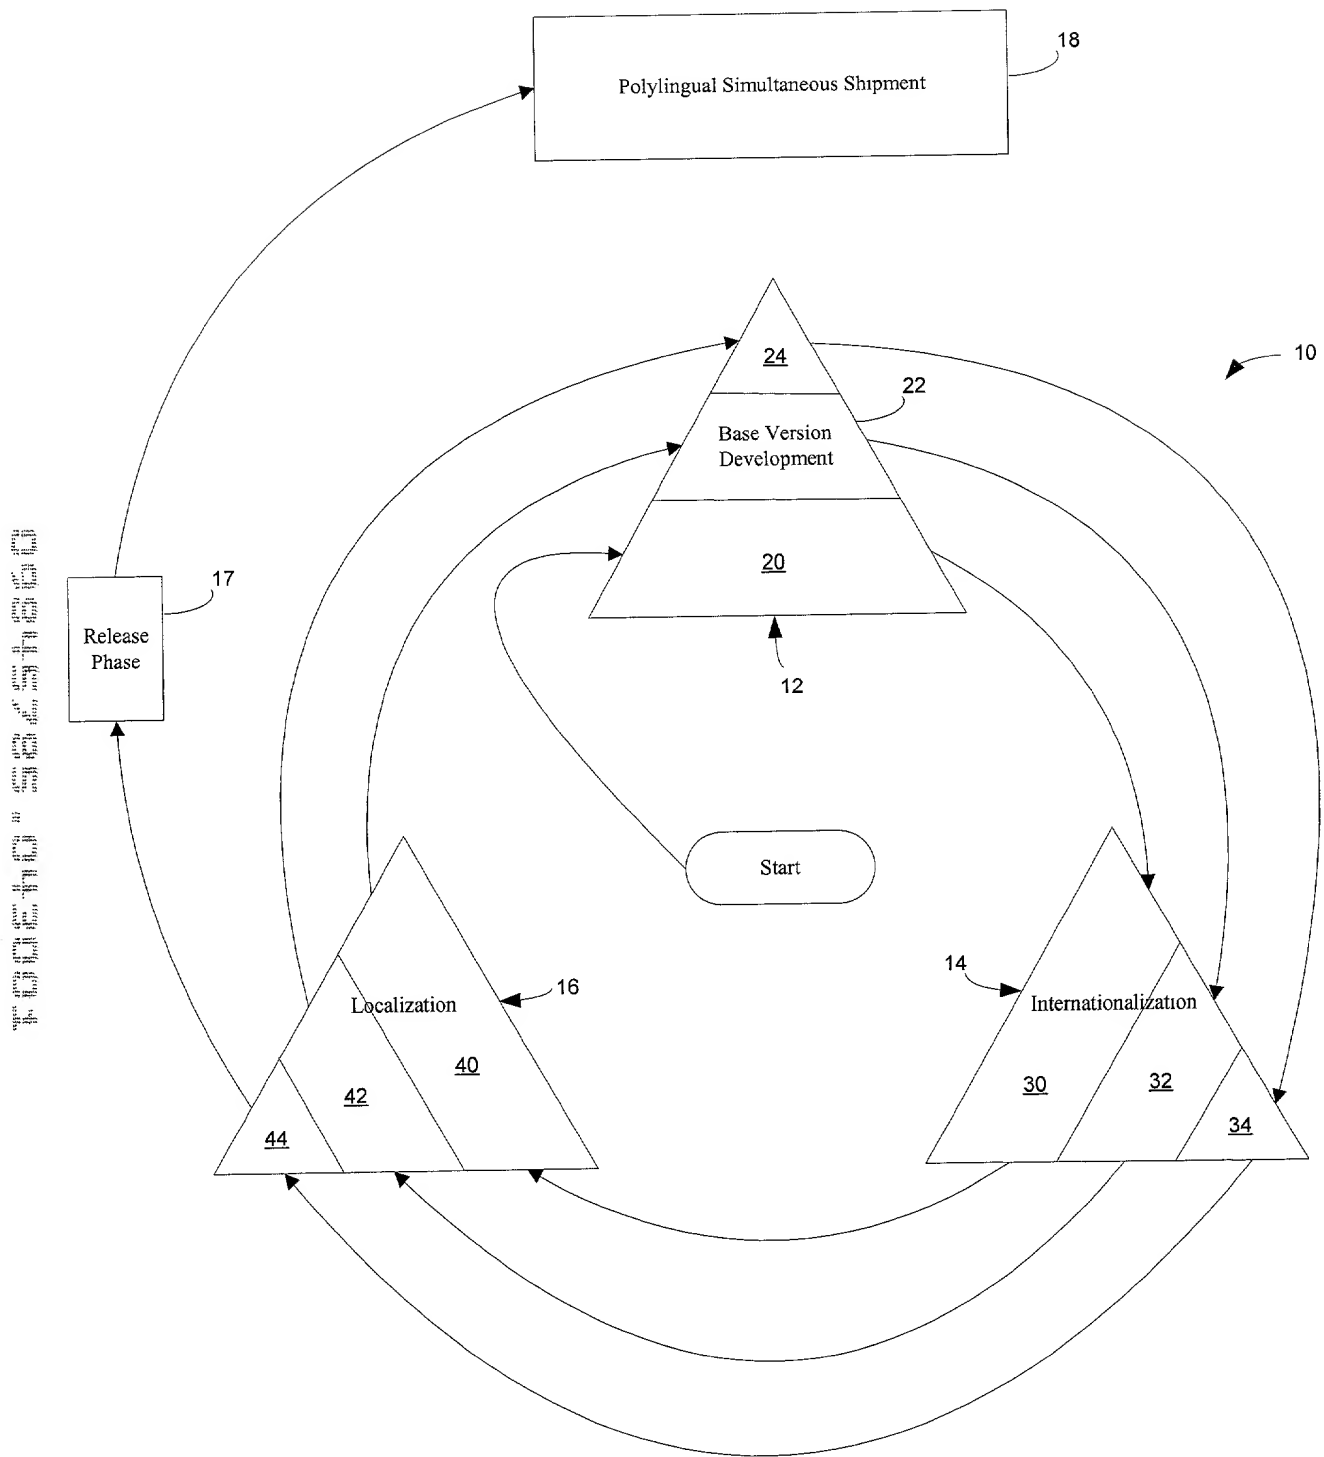 18
Polylingual Simultaneous Shipment
24
10
22
Base Version
Development
17
20
Release
Phase
12
Start
14
16
Localization
Internationalization
40
30
32
42
44
34